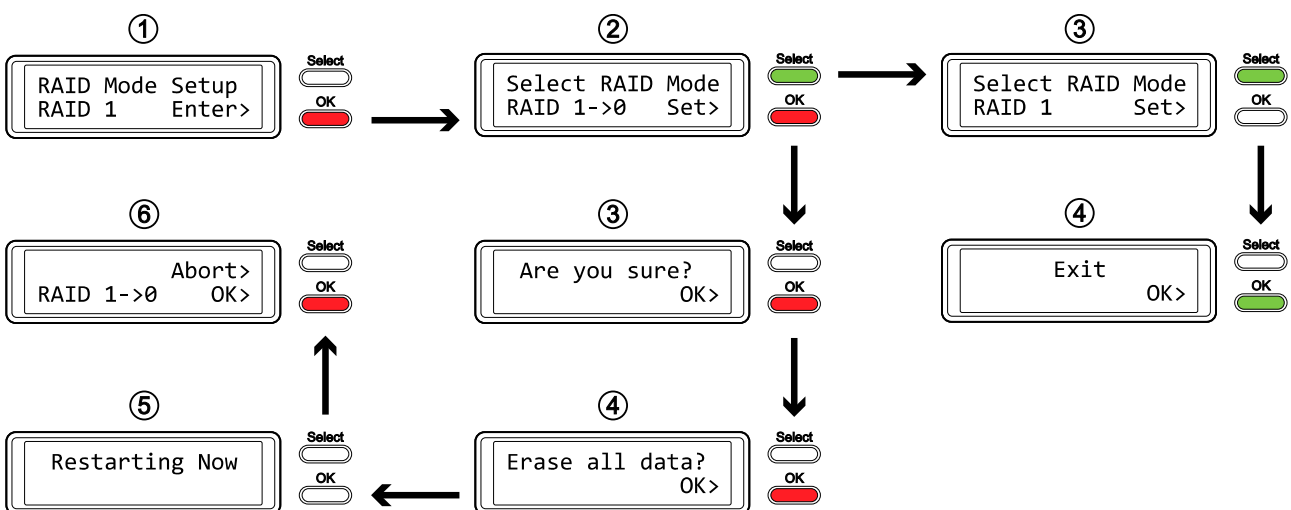 ①
RAID Mode Setup
RAID 1 Enter>
Select
OK
②
Select RAID Mode
RAID 1->0 Set>
Select
OK
③
Select RAID Mode
RAID 1 Set>
Select
OK
⑥
Abort>
RAID 1->0 OK>
Select
OK
③
Are you sure?
OK>
Select
OK
④
Exit
OK>
Select
OK
⑤
Restarting Now
Select
OK
④
Erase all data?
OK>
Select
OK